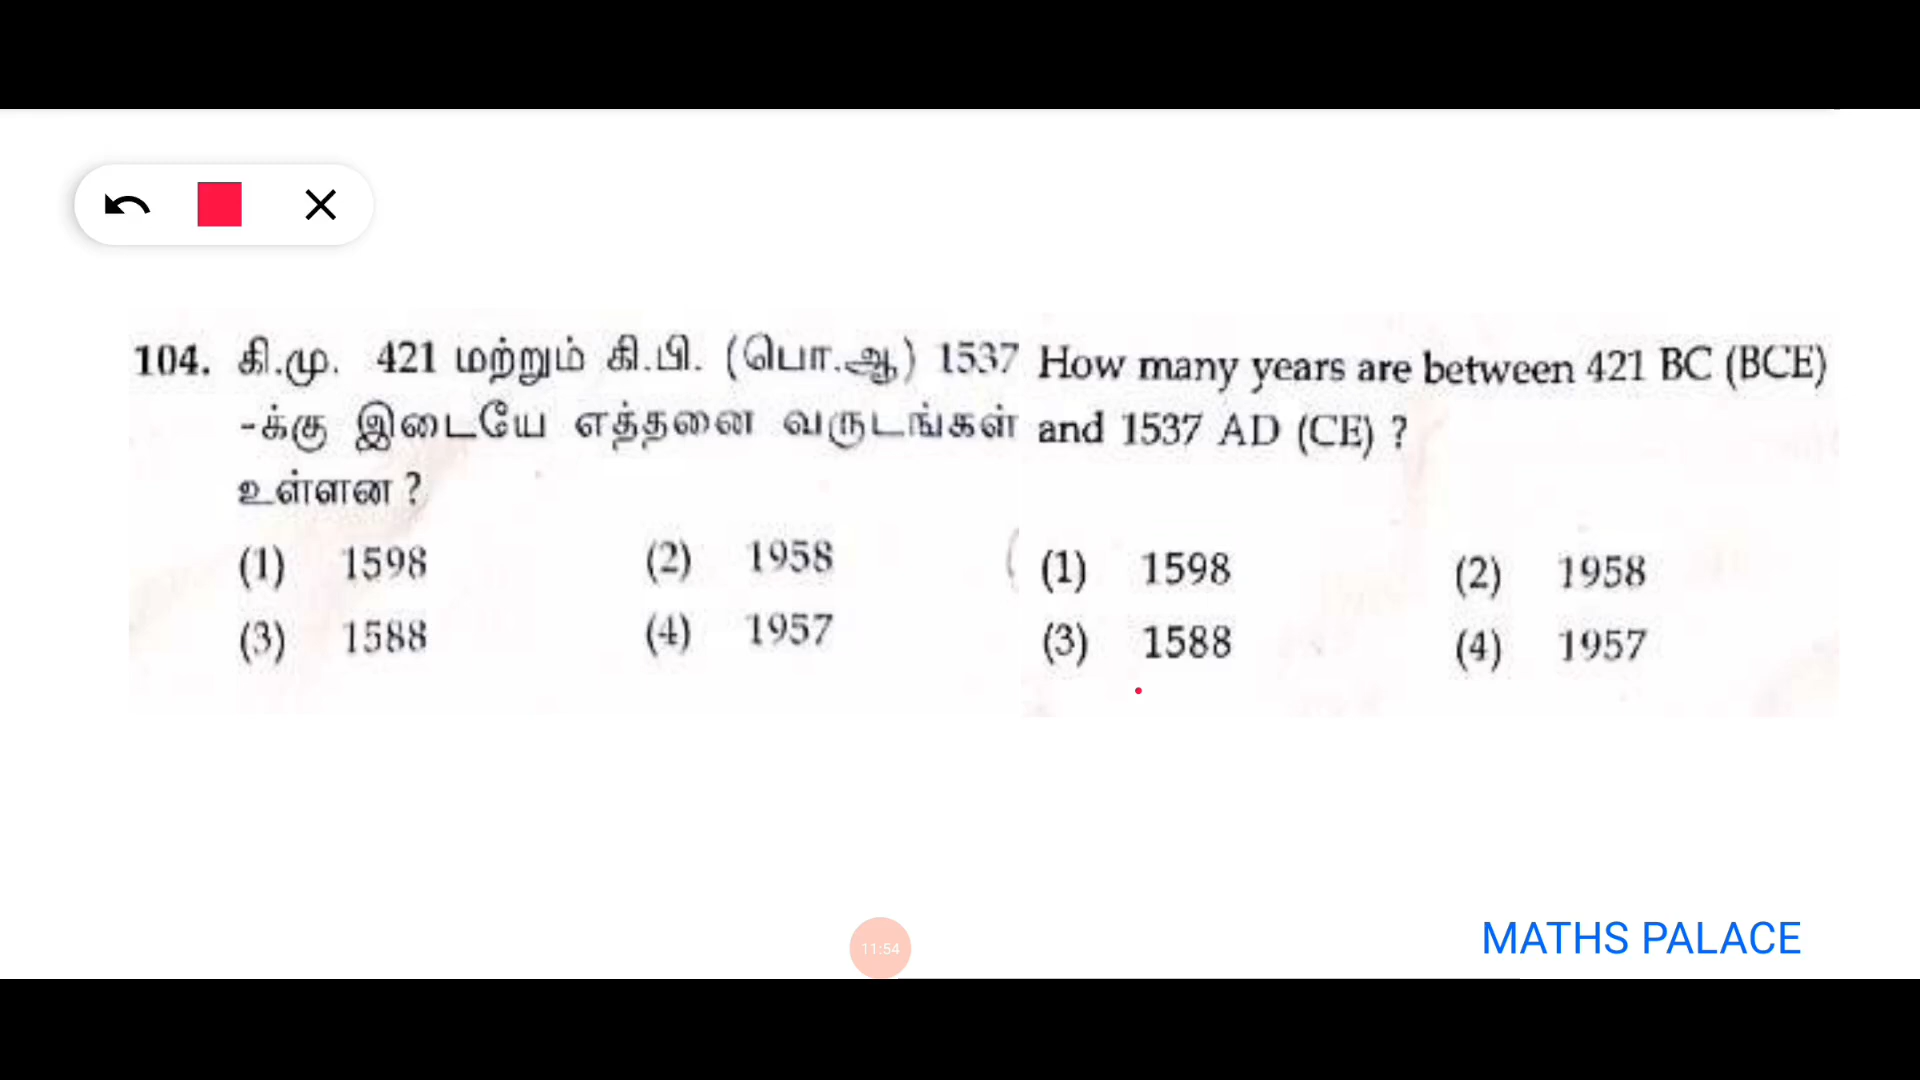 104. கி.மு. 421 மற்றும் கி.பி. (பொ.ஆ) 1537
-க்கு இடையே எத்தனை வருடங்கள்
உள்ளன ?
(1) 1598 (2) 1958
(3) 1588 (4) 1957
How many years are between 421 BC (BCE)
and 1537 AD (CE) ?
(1) 1598 (2) 1958
(3) 1588 (4) 1957
11:54
MATHS PALACE